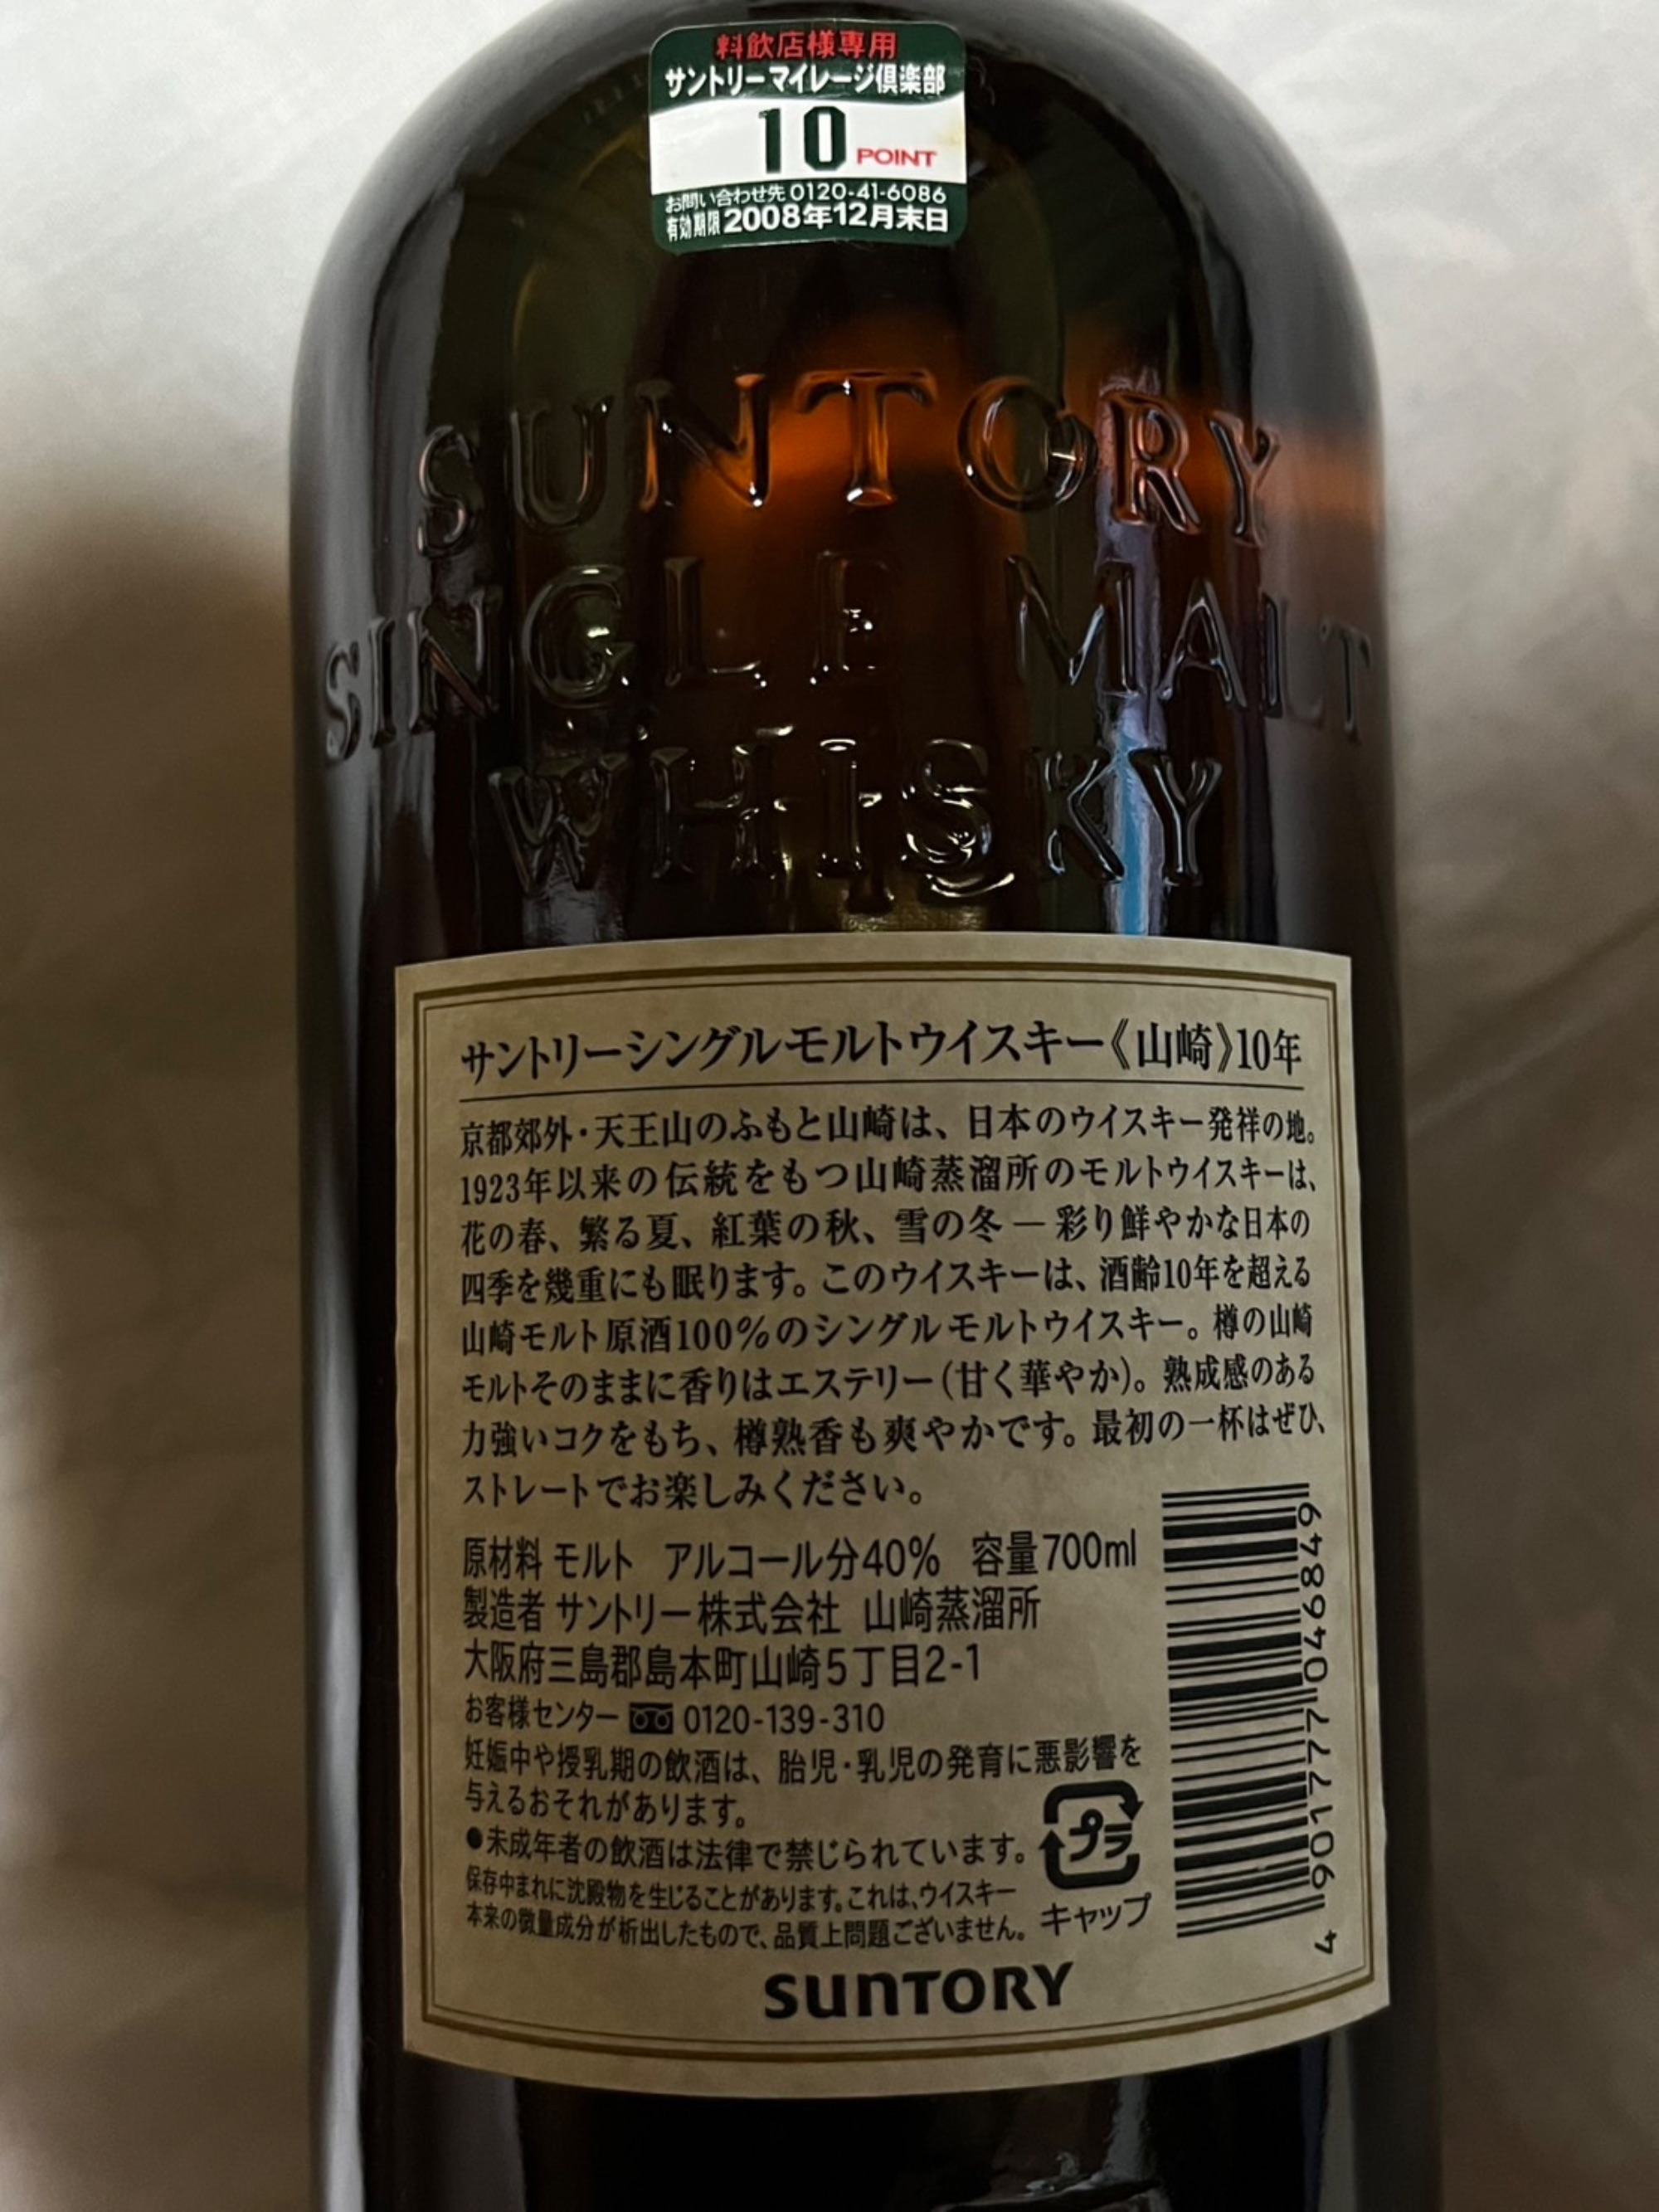 料飲店様専用
サントリーマイレージ倶楽部
10 POINT
お問い合わせ先 0120-41-6086
有効期限 2008年12月末日
SUNTORY
SINGLE MALT
WHISKY
サントリーシングルモルトウイスキー《山崎》10年
京都郊外・天王山のふもと山崎は、日本のウイスキー発祥の地。
1923年以来の伝統をもつ山崎蒸溜所のモルトウイスキーは、
花の春、繁る夏、紅葉の秋、雪の冬 ― 彩り鮮やかな日本の
四季を幾重にも眠ります。このウイスキーは、酒齢10年を超える
山崎モルト原酒100%のシングルモルトウイスキー。樽の山崎
モルトそのままに香りはエステリー(甘く華やか)。熟成感のある
力強いコクをもち、樽熟香も爽やかです。最初の一杯はぜひ、
ストレートでお楽しみください。
原材料 モルト アルコール分40% 容量700ml
製造者 サントリー株式会社 山崎蒸溜所
大阪府三島郡島本町山崎5丁目2-1
お客様センター 0120-139-310
妊娠中や授乳期の飲酒は、胎児・乳児の発育に悪影響を
与えるおそれがあります。
●未成年者の飲酒は法律で禁じられています。
保存中まれに沈殿物を生じることがあります。これは、ウイスキー
本来の微量成分が析出したもので、品質上問題ございません。
プラ
キャップ
4 901777 046849
SUNTORY